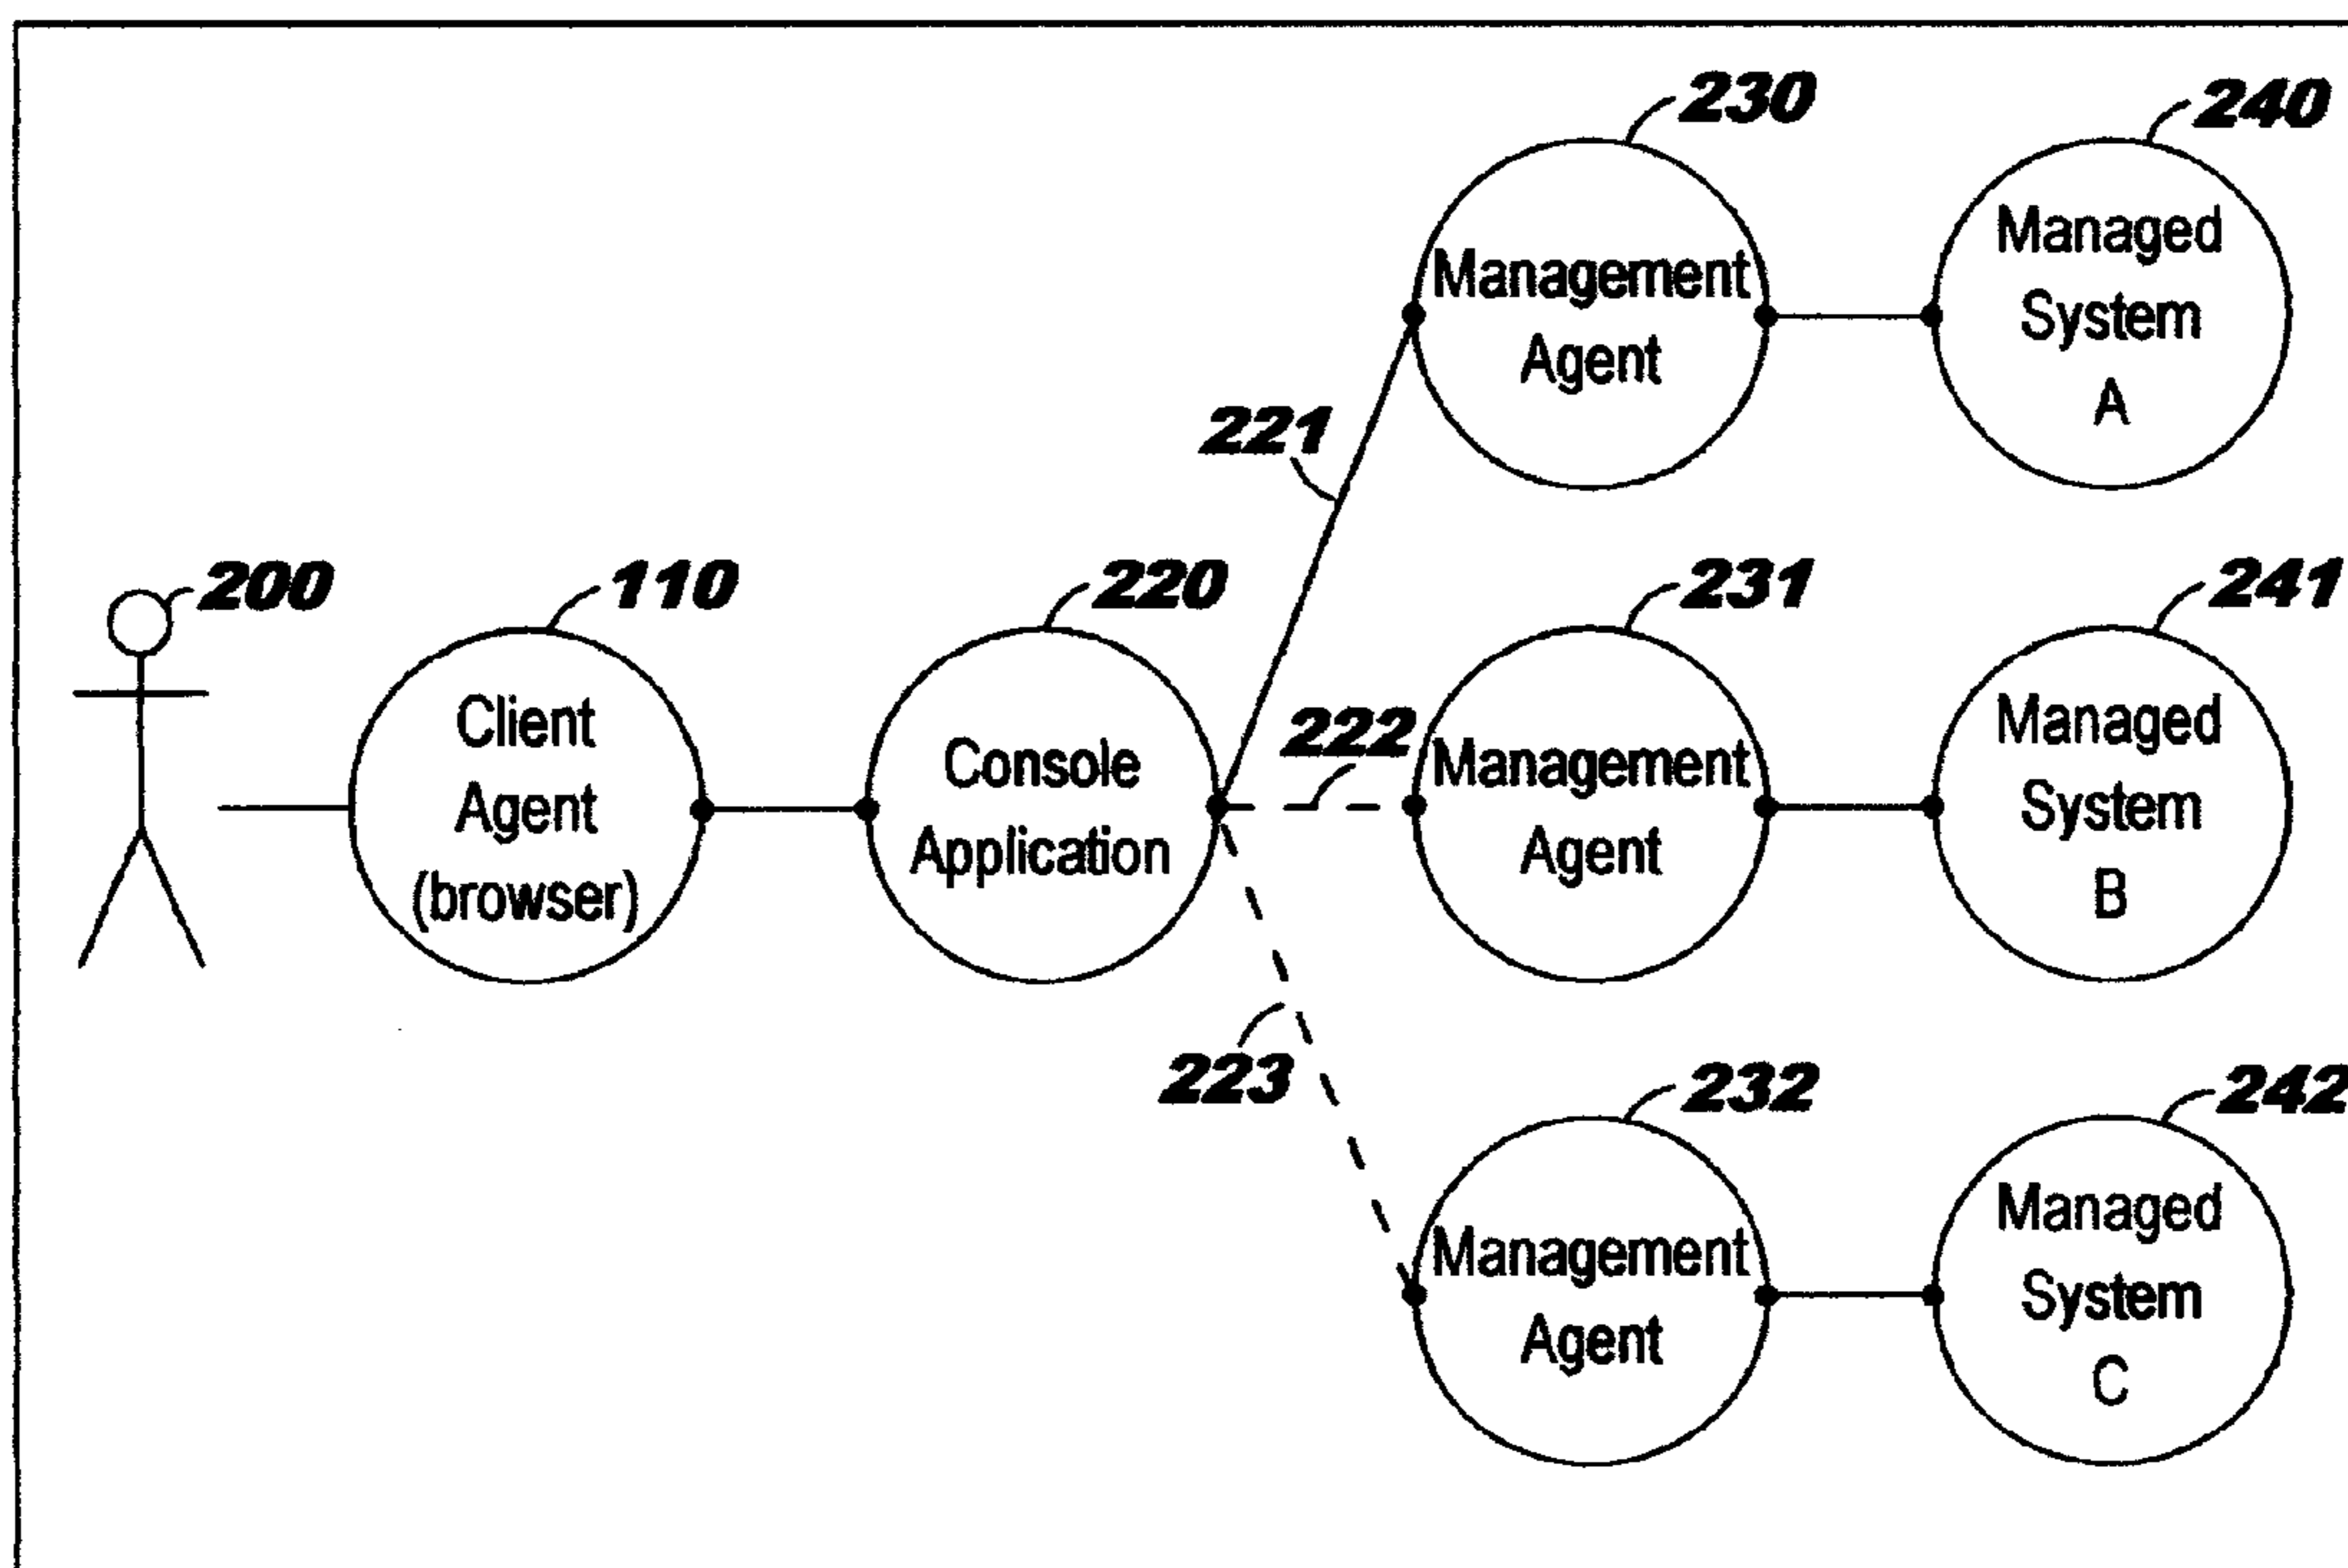 230
240
Management
Agent
Managed
System
A
221
200
110
220
231
241
Client
Agent
(browser)
Console
Application
222
Management
Agent
Managed
System
B
223
232
242
Management
Agent
Managed
System
C